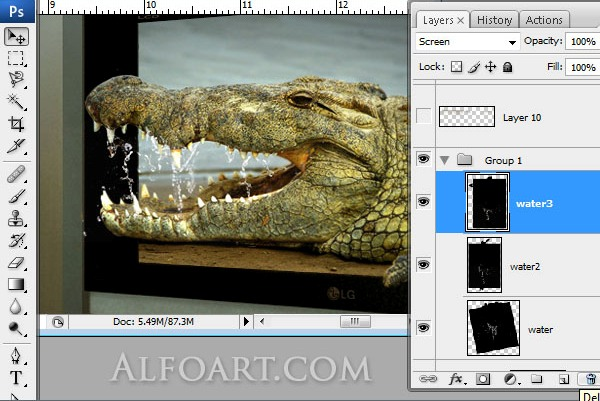 Ps
9
10
11
12
LED
LG
Doc: 5.49M/87.3M
ALFOART.COM
Layers × History Actions
Screen Opacity: 100%
Lock: Fill: 100%
Layer 10
Group 1
water3
water2
water
fx.
T
Del